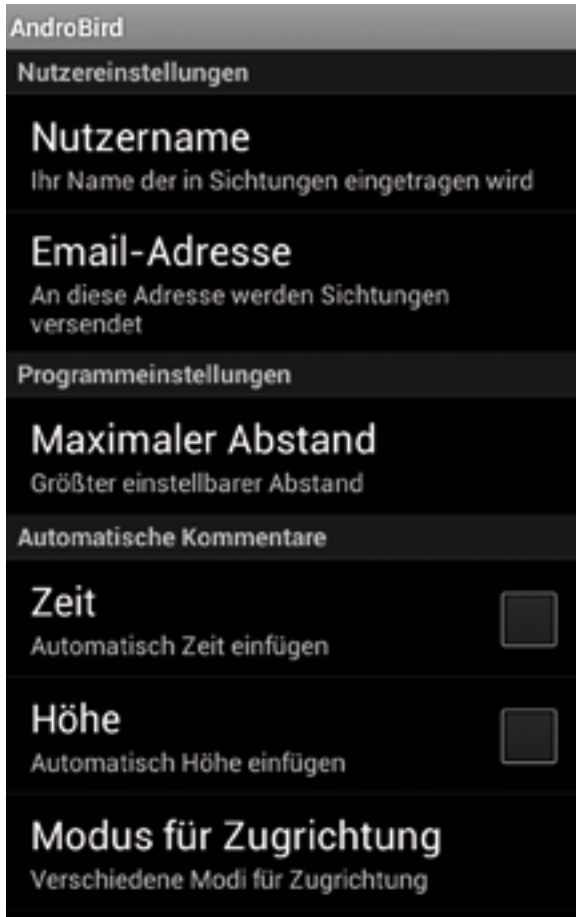 AndroBird
Nutzereinstellungen
Nutzername
Ihr Name der in Sichtungen eingetragen wird
Email-Adresse
An diese Adresse werden Sichtungen
versendet
Programmeinstellungen
Maximaler Abstand
Größter einstellbarer Abstand
Automatische Kommentare
Zeit
Automatisch Zeit einfügen
Höhe
Automatisch Höhe einfügen
Modus für Zugrichtung
Verschiedene Modi für Zugrichtung